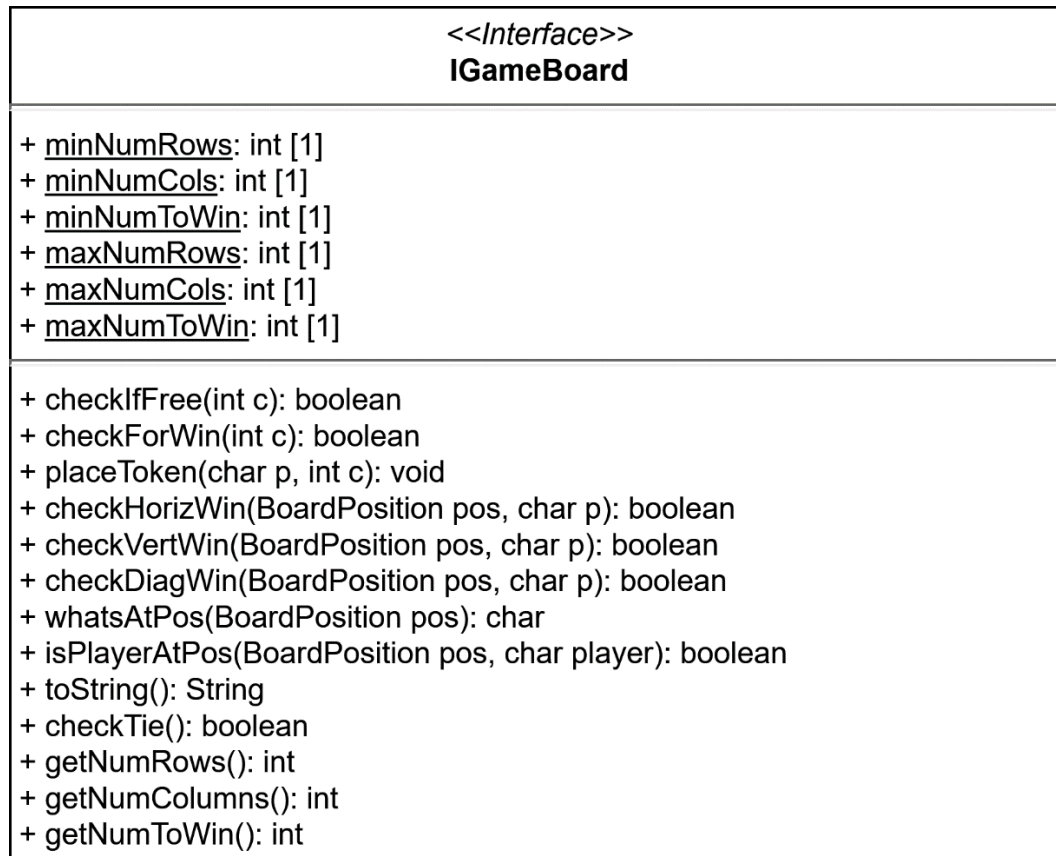 <<Interface>>
IGameBoard
+ minNumRows: int [1]
+ minNumCols: int [1]
+ minNumToWin: int [1]
+ maxNumRows: int [1]
+ maxNumCols: int [1]
+ maxNumToWin: int [1]
+ checkIfFree(int c): boolean
+ checkForWin(int c): boolean
+ placeToken(char p, int c): void
+ checkHorizWin(BoardPosition pos, char p): boolean
+ checkVertWin(BoardPosition pos, char p): boolean
+ checkDiagWin(BoardPosition pos, char p): boolean
+ whatsAtPos(BoardPosition pos): char
+ isPlayerAtPos(BoardPosition pos, char player): boolean
+ toString(): String
+ checkTie(): boolean
+ getNumRows(): int
+ getNumColumns(): int
+ getNumToWin(): int